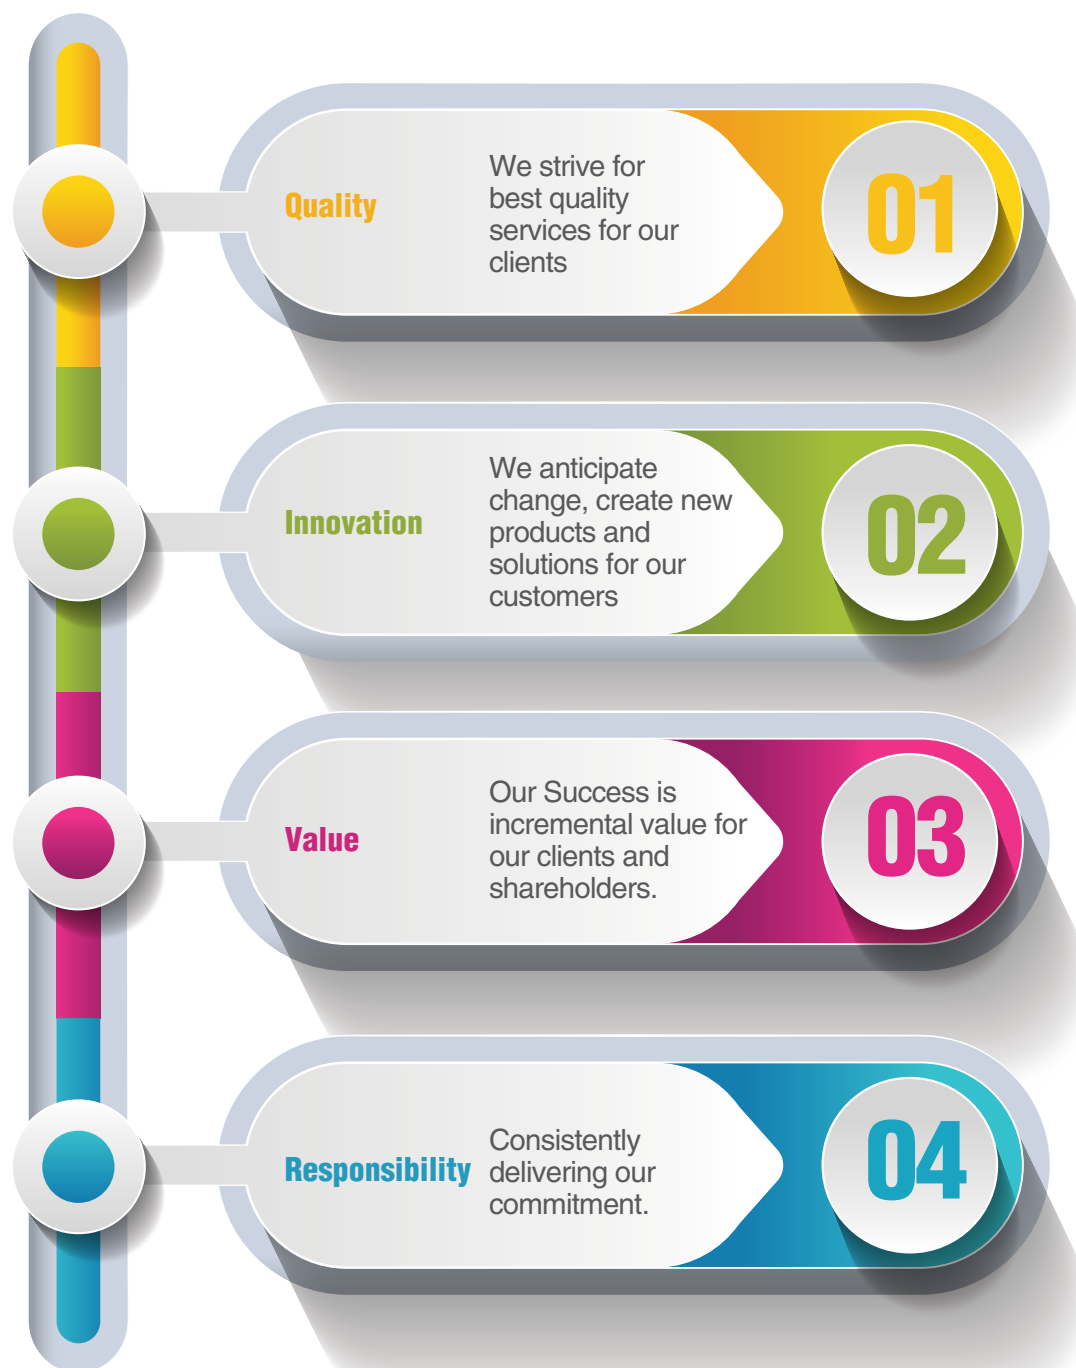 Quality
We strive for
best quality
services for our
clients
01
Innovation
We anticipate
change, create new
products and
solutions for our
customers
02
Value
Our Success is
incremental value for
our clients and
shareholders.
03
Responsibility
Consistently
delivering our
commitment.
04